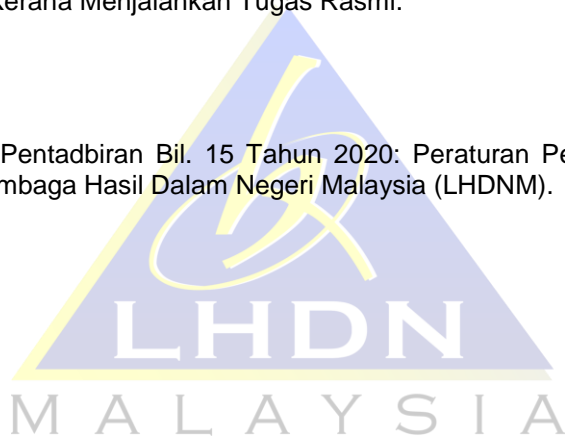 Kerana Menjalankan Tugas Rasmi.
Pentadbiran Bil. 15 Tahun 2020: Peraturan Pe
mbaga Hasil Dalam Negeri Malaysia (LHDNM).
LHDN
MALAYSIA